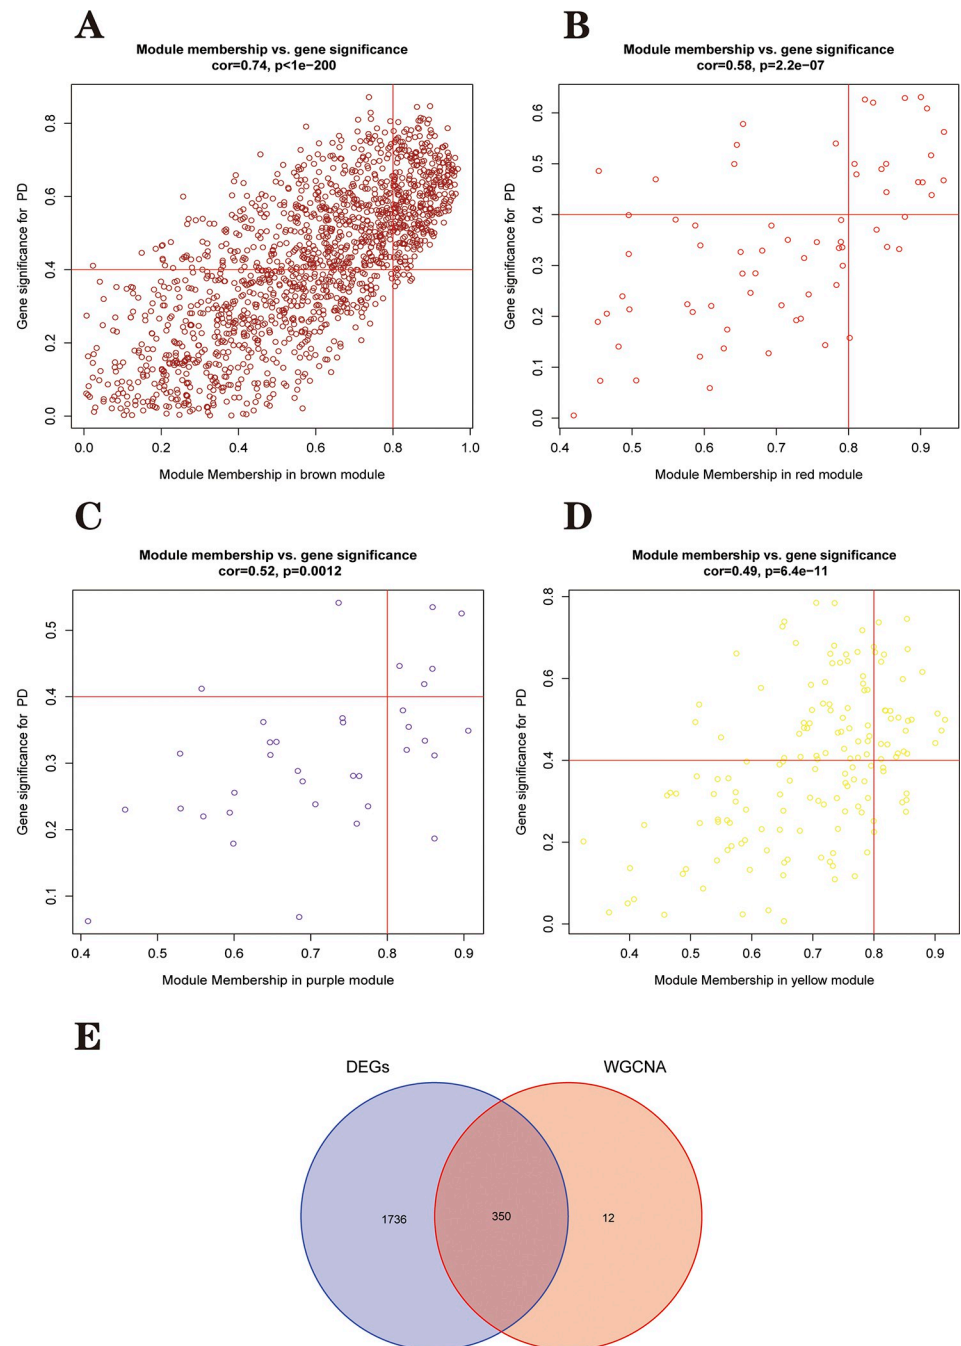 A
Module membership vs. gene significance
cor=0.74, p<1e−200
Gene significance for PD
0.8
0.6
0.4
0.2
0.0
0.0 0.2 0.4 0.6 0.8 1.0
Module Membership in brown module
B
Module membership vs. gene significance
cor=0.58, p=2.2e−07
Gene significance for PD
0.6
0.5
0.4
0.3
0.2
0.1
0.0
0.4 0.5 0.6 0.7 0.8 0.9
Module Membership in red module
C
Module membership vs. gene significance
cor=0.52, p=0.0012
Gene significance for PD
0.5
0.4
0.3
0.2
0.1
0.4 0.5 0.6 0.7 0.8 0.9
Module Membership in purple module
D
Module membership vs. gene significance
cor=0.49, p=6.4e−11
Gene significance for PD
0.8
0.6
0.4
0.2
0.0
0.4 0.5 0.6 0.7 0.8 0.9
Module Membership in yellow module
E
DEGs WGCNA
1736 350 12